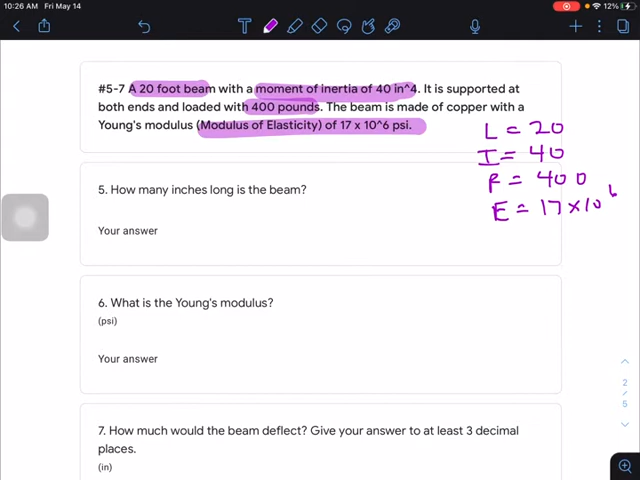 10:26 AM Fri May 14
12%
#5-7 A 20 foot beam with a moment of inertia of 40 in^4. It is supported at
both ends and loaded with 400 pounds. The beam is made of copper with a
Young's modulus (Modulus of Elasticity) of 17 x 10^6 psi.
L = 20
I = 40
F = 400
E = 17 x 10^6
5. How many inches long is the beam?
Your answer
6. What is the Young's modulus?
(psi)
Your answer
7. How much would the beam deflect? Give your answer to at least 3 decimal
places.
(in)
2
5